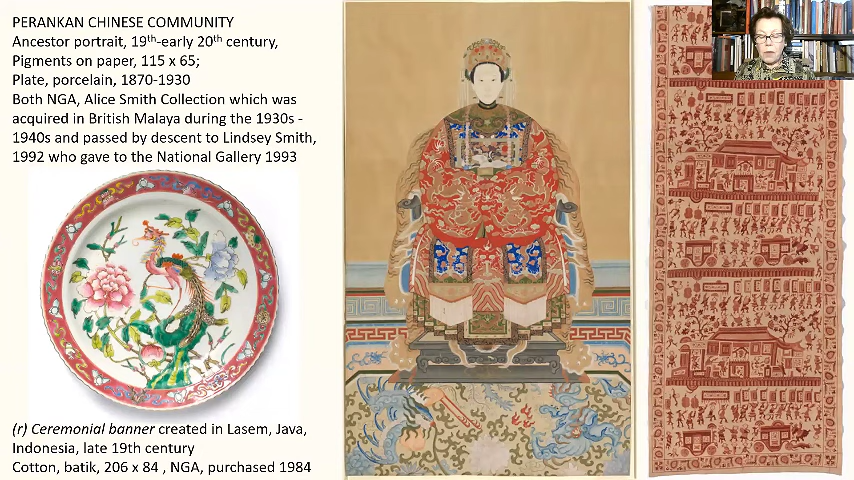 PERANKAN CHINESE COMMUNITY
Ancestor portrait, 19th-early 20th century,
Pigments on paper, 115 x 65;
Plate, porcelain, 1870-1930
Both NGA, Alice Smith Collection which was
acquired in British Malaya during the 1930s -
1940s and passed by descent to Lindsey Smith,
1992 who gave to the National Gallery 1993
(r) Ceremonial banner created in Lasem, Java,
Indonesia, late 19th century
Cotton, batik, 206 x 84 , NGA, purchased 1984